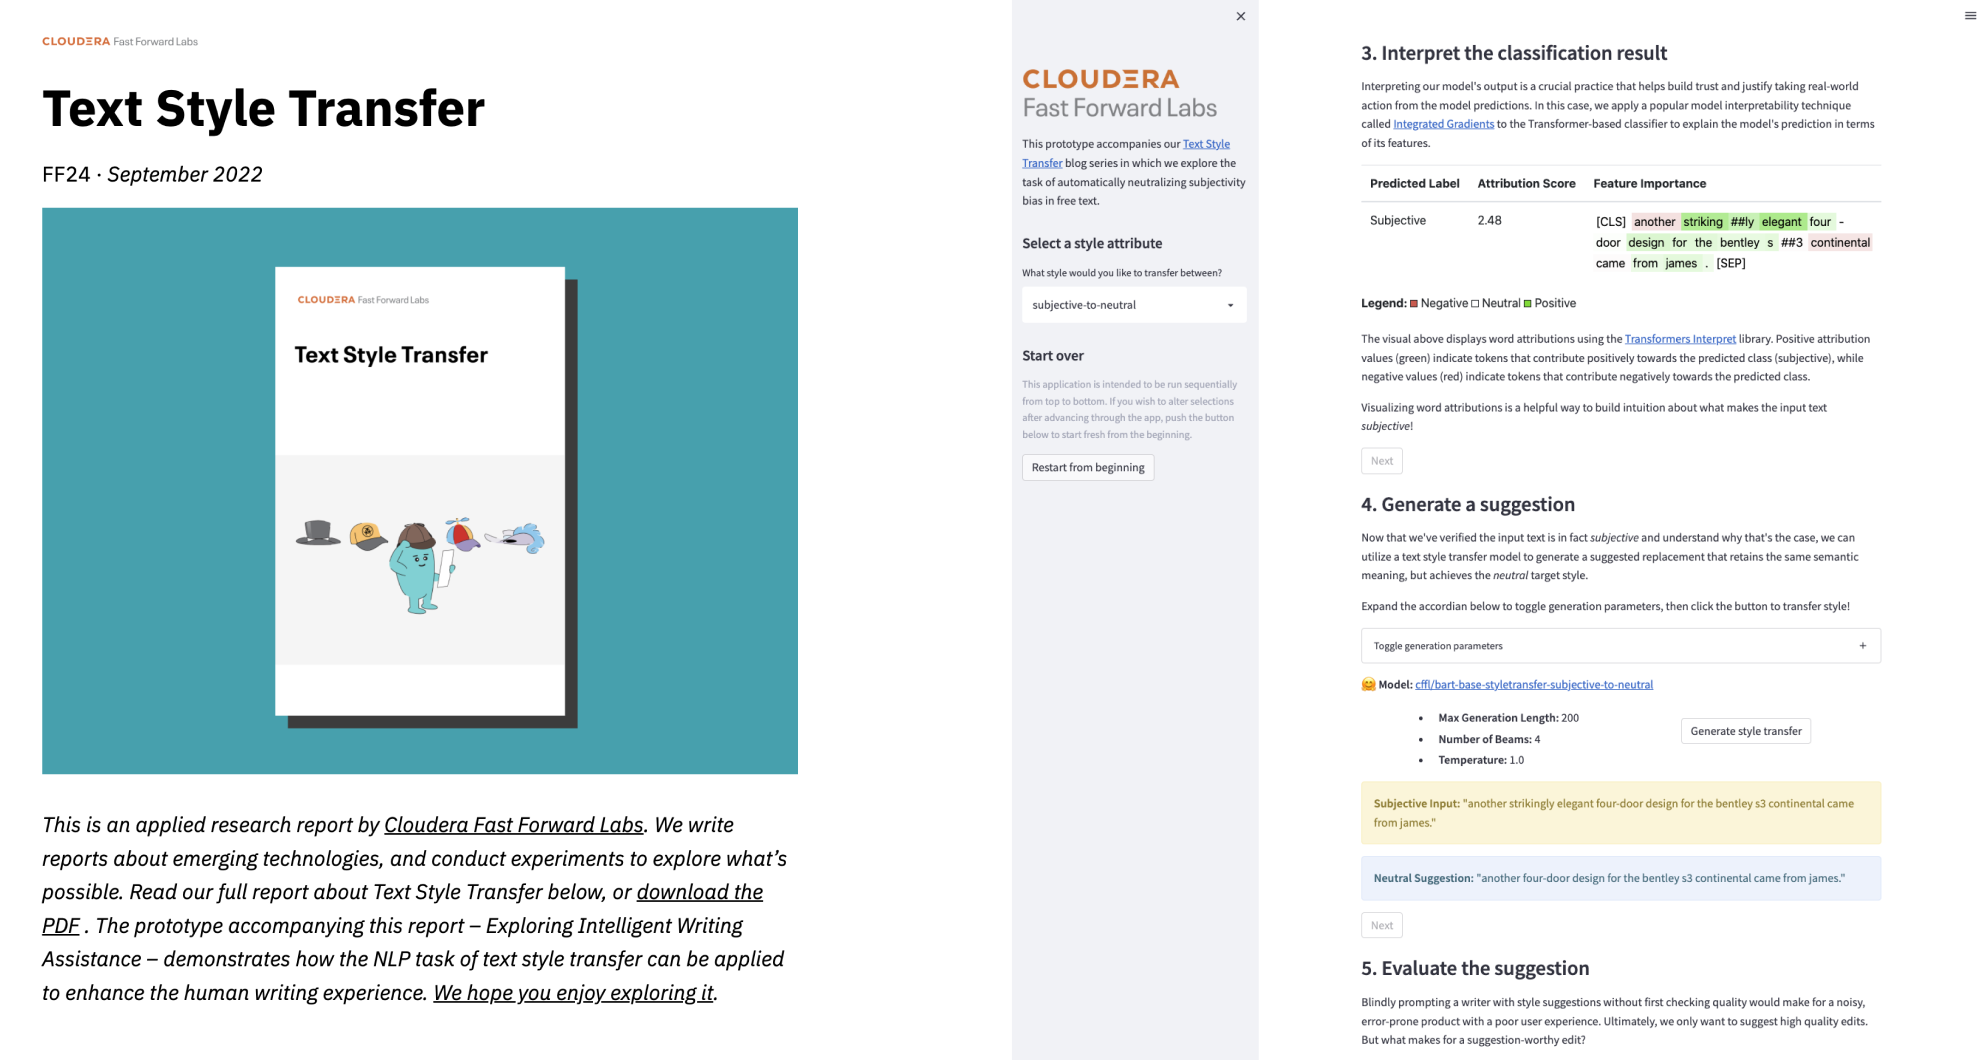 CLOUDERA Fast Forward Labs
Text Style Transfer
FF24 · September 2022
CLOUDERA Fast Forward Labs
Text Style Transfer
This is an applied research report by Cloudera Fast Forward Labs. We write
reports about emerging technologies, and conduct experiments to explore what's
possible. Read our full report about Text Style Transfer below, or download the
PDF . The prototype accompanying this report – Exploring Intelligent Writing
Assistance – demonstrates how the NLP task of text style transfer can be applied
to enhance the human writing experience. We hope you enjoy exploring it.
CLOUDERA
Fast Forward Labs
This prototype accompanies our Text Style
Transfer blog series in which we explore the
task of automatically neutralizing subjectivity
bias in free text.
Select a style attribute
What style would you like to transfer between?
subjective-to-neutral
Start over
This application is intended to be run sequentially
from top to bottom. If you wish to alter selections
after advancing through the app, push the button
below to start fresh from the beginning.
Restart from beginning
3. Interpret the classification result
Interpreting our model's output is a crucial practice that helps build trust and justify taking real-world
action from the model predictions. In this case, we apply a popular model interpretability technique
called Integrated Gradients to the Transformer-based classifier to explain the model's prediction in terms
of its features.
Predicted Label Attribution Score Feature Importance
Subjective 2.48 [CLS] another striking ##ly elegant four -
door design for the bentley s ##3 continental
came from james . [SEP]
Legend: Negative Neutral Positive
The visual above displays word attributions using the Transformers Interpret library. Positive attribution
values (green) indicate tokens that contribute positively towards the predicted class (subjective), while
negative values (red) indicate tokens that contribute negatively towards the predicted class.
Visualizing word attributions is a helpful way to build intuition about what makes the input text
subjective!
Next
4. Generate a suggestion
Now that we've verified the input text is in fact subjective and understand why that's the case, we can
utilize a text style transfer model to generate a suggested replacement that retains the same semantic
meaning, but achieves the neutral target style.
Expand the accordian below to toggle generation parameters, then click the button to transfer style!
Toggle generation parameters +
🤗 Model: cffl/bart-base-styletransfer-subjective-to-neutral
• Max Generation Length: 200
• Number of Beams: 4
• Temperature: 1.0
Generate style transfer
Subjective Input: "another strikingly elegant four-door design for the bentley s3 continental came
from james."
Neutral Suggestion: "another four-door design for the bentley s3 continental came from james."
Next
5. Evaluate the suggestion
Blindly prompting a writer with style suggestions without first checking quality would make for a noisy,
error-prone product with a poor user experience. Ultimately, we only want to suggest high quality edits.
But what makes for a suggestion-worthy edit?